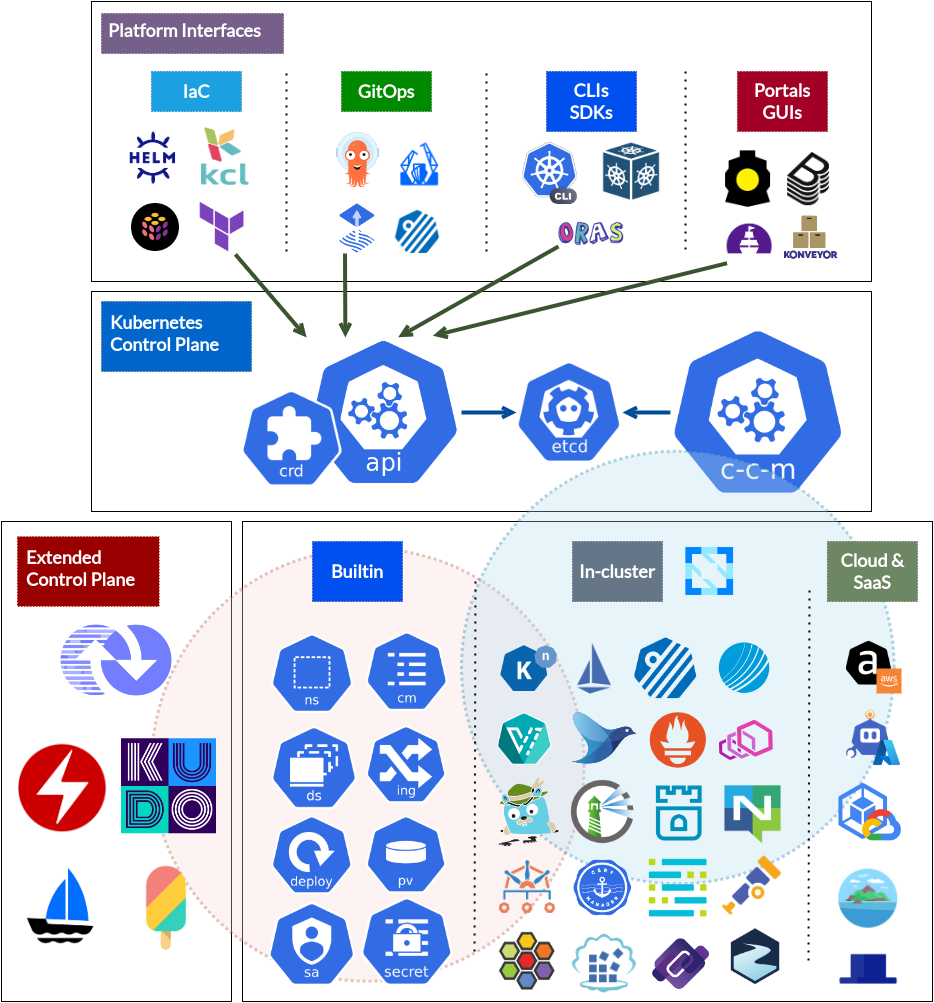 Platform Interfaces
IaC
GitOps
CLIs
SDKs
Portals
GUIs
HELM
kcl
CLI
ORAS
KONVEYOR
Kubernetes
Control Plane
crd
api
etcd
c-c-m
Extended
Control Plane
Builtin
In-cluster
Cloud &
SaaS
ns
cm
K
n
a
aws
KU
DO
ds
ing
D
N
deploy
pv
CERT
MANAGER
sa
secret